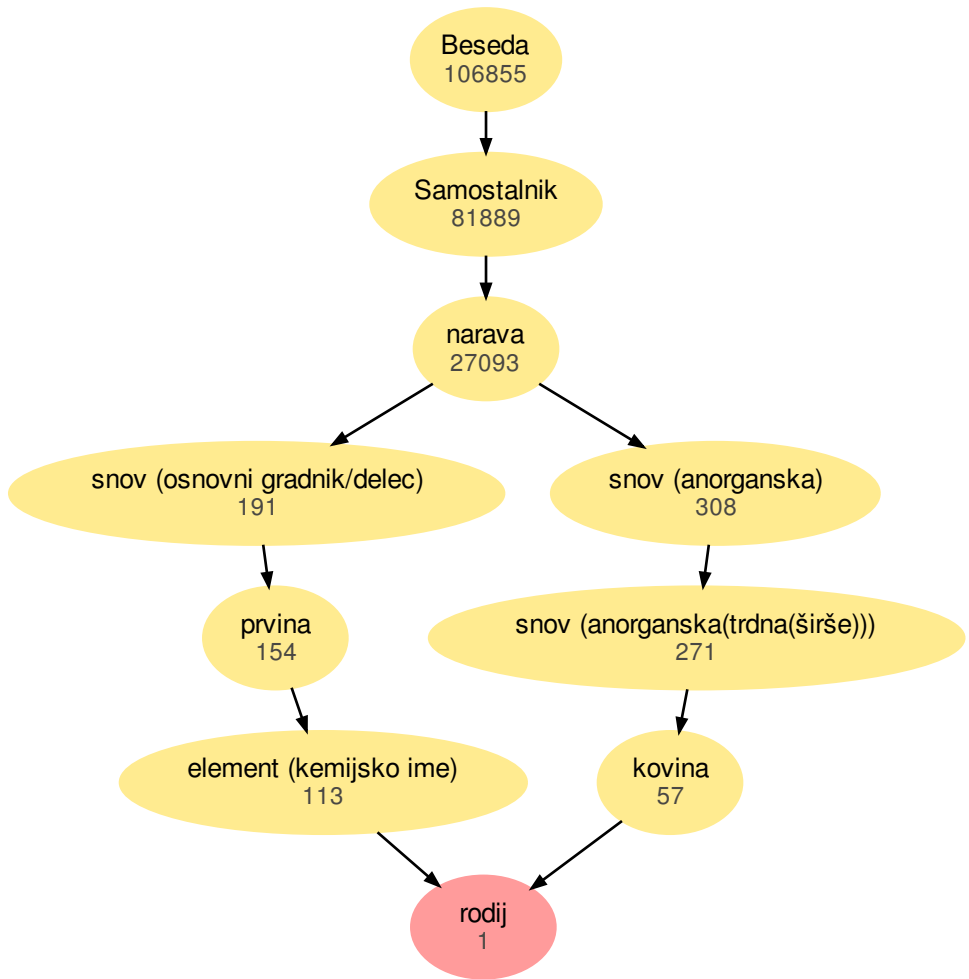 Beseda
106855
Samostalnik
81889
narava
27093
snov (osnovni gradnik/delec)
191
snov (anorganska)
308
prvina
154
snov (anorganska(trdna(širše)))
271
element (kemijsko ime)
113
kovina
57
rodij
1